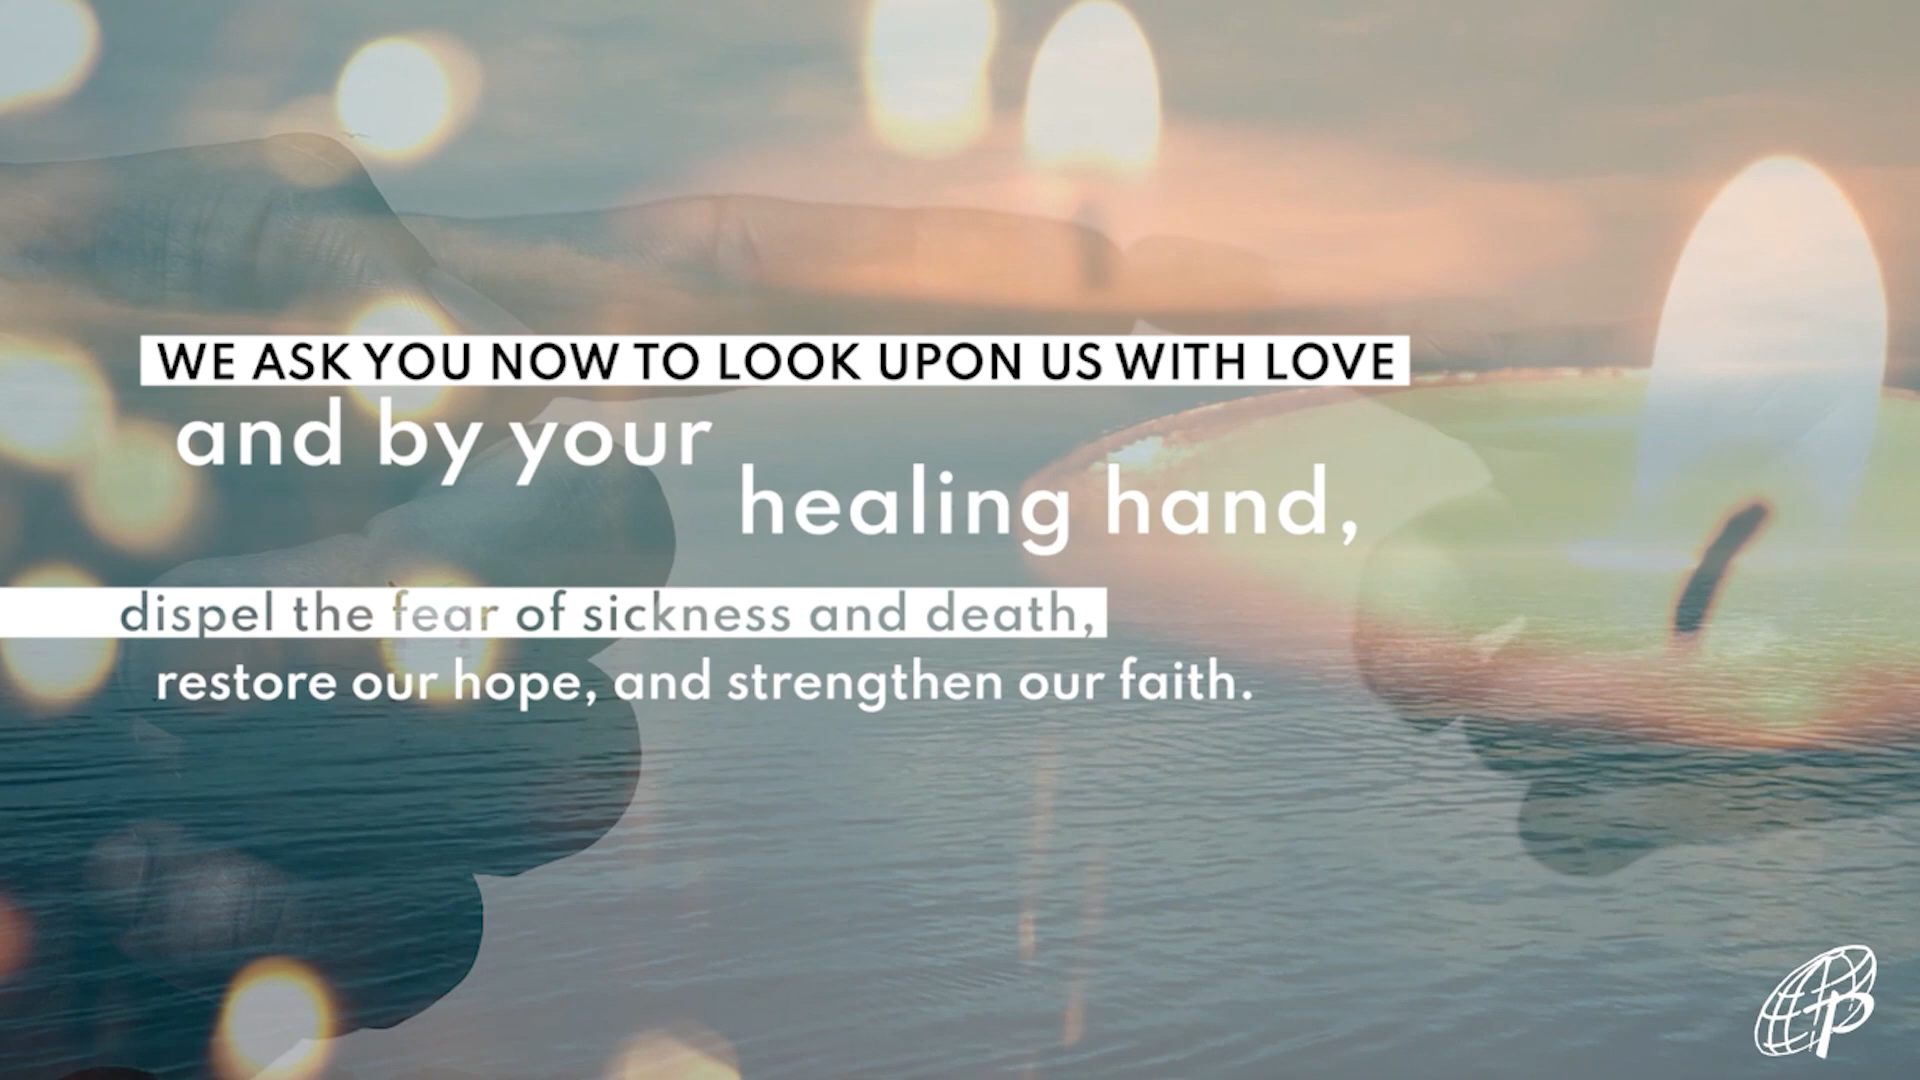 WE ASK YOU NOW TO LOOK UPON US WITH LOVE
and by your
healing hand,
dispel the fear of sickness and death,
restore our hope, and strengthen our faith.